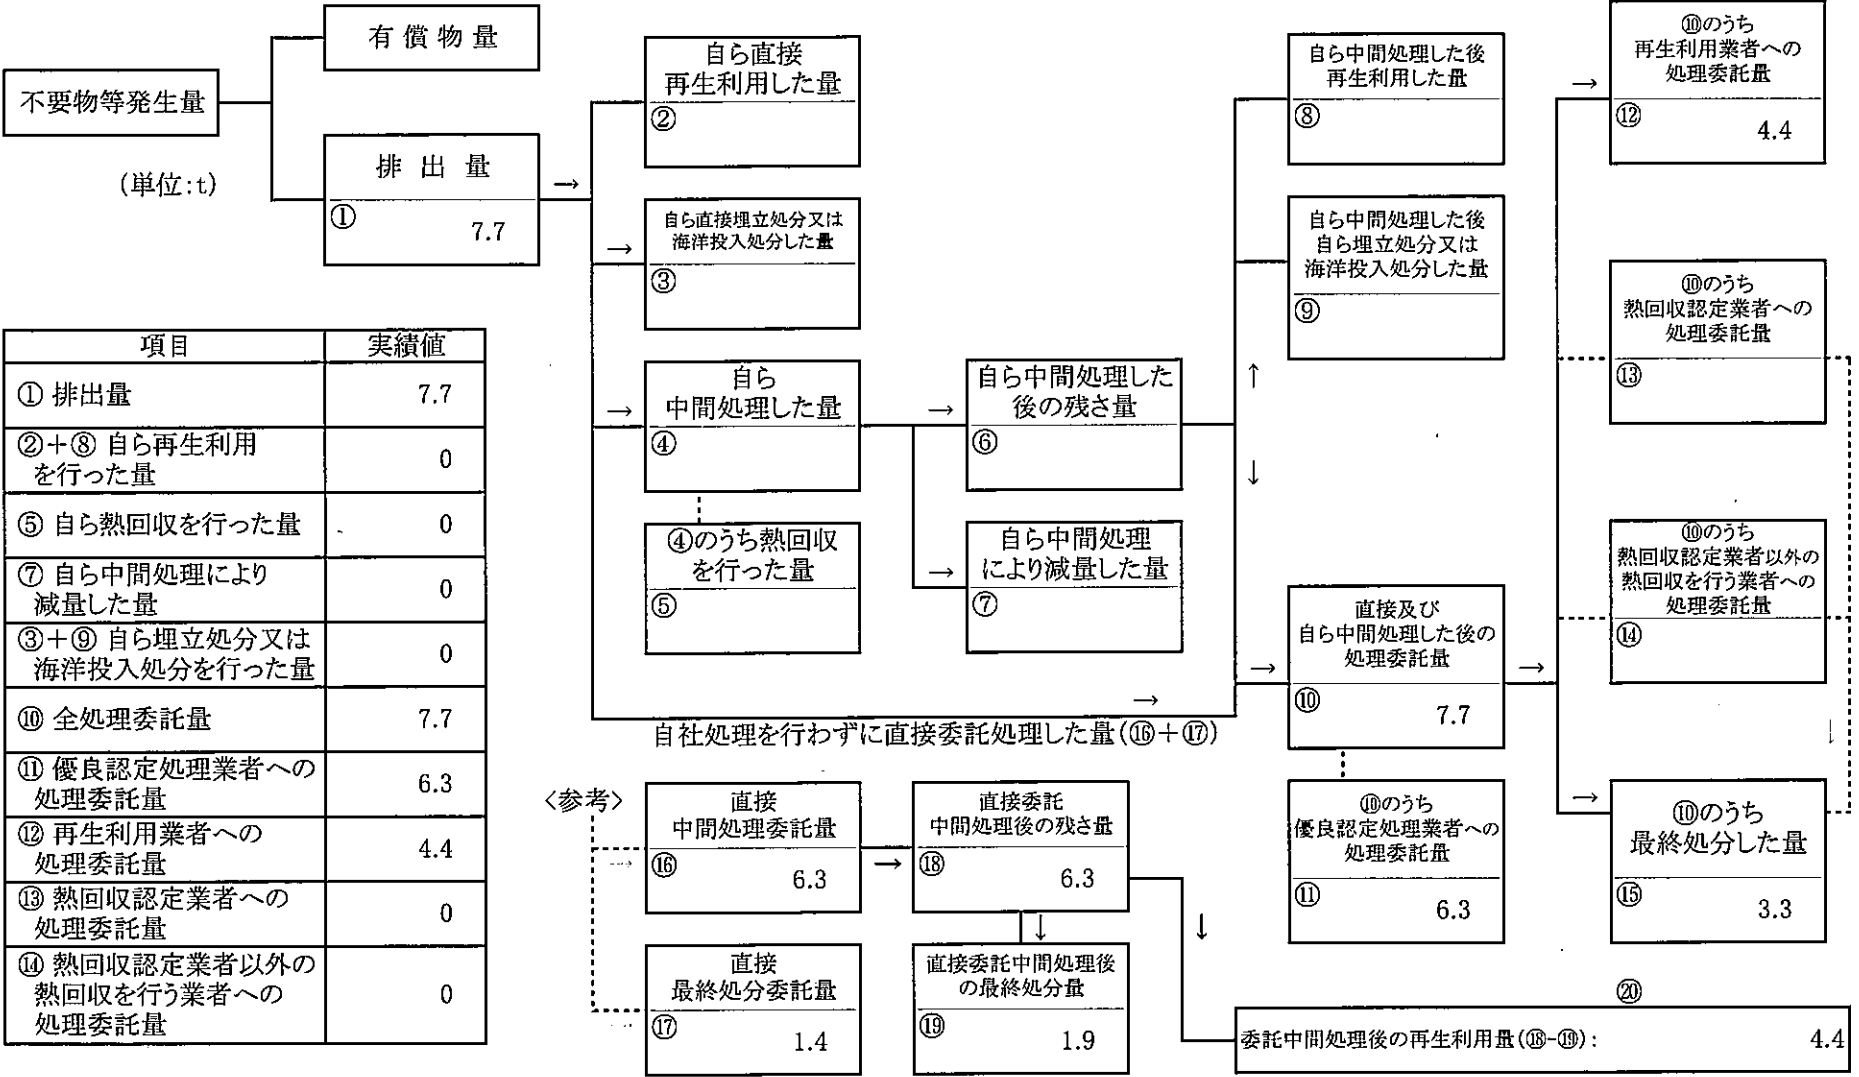 不要物等発生量
(単位:t)
有償物量
排出量
①
7.7
→
自ら直接
再生利用した量
②
→
自ら直接埋立処分又は
海洋投入処分した量
③
→
自ら
中間処理した量
④
④のうち熱回収
を行った量
⑤
→
自ら中間処理した
後の残さ量
⑥
→
自ら中間処理
により減量した量
⑦
↑
↓
自ら中間処理した後
再生利用した量
⑧
自ら中間処理した後
自ら埋立処分又は
海洋投入処分した量
⑨
→
自社処理を行わずに直接委託処理した量(⑯+⑰)
→
直接及び
自ら中間処理した後の
処理委託量
⑩
7.7
→
⑩のうち
優良認定処理業者への
処理委託量
⑪
6.3
→
⑩のうち
再生利用業者への
処理委託量
⑫
4.4
⑩のうち
熱回収認定業者への
処理委託量
⑬
⑩のうち
熱回収認定業者以外の
熱回収を行う業者への
処理委託量
⑭
↓
→
⑩のうち
最終処分した量
⑮
3.3
項目 実績値
① 排出量 7.7
②+⑧ 自ら再生利用
を行った量 0
⑤ 自ら熱回収を行った量 0
⑦ 自ら中間処理により
減量した量 0
③+⑨ 自ら埋立処分又は
海洋投入処分を行った量 0
⑩ 全処理委託量 7.7
⑪ 優良認定処理業者への
処理委託量 6.3
⑫ 再生利用業者への
処理委託量 4.4
⑬ 熱回収認定業者への
処理委託量 0
⑭ 熱回収認定業者以外の
熱回収を行う業者への
処理委託量 0
<参考>
→
直接
中間処理委託量
⑯
6.3
→
直接委託
中間処理後の残さ量
⑱
6.3
↓
↓
直接
最終処分委託量
⑰
1.4
直接委託中間処理後
の最終処分量
⑲
1.9
⑳
委託中間処理後の再生利用量(⑱-⑲): 4.4